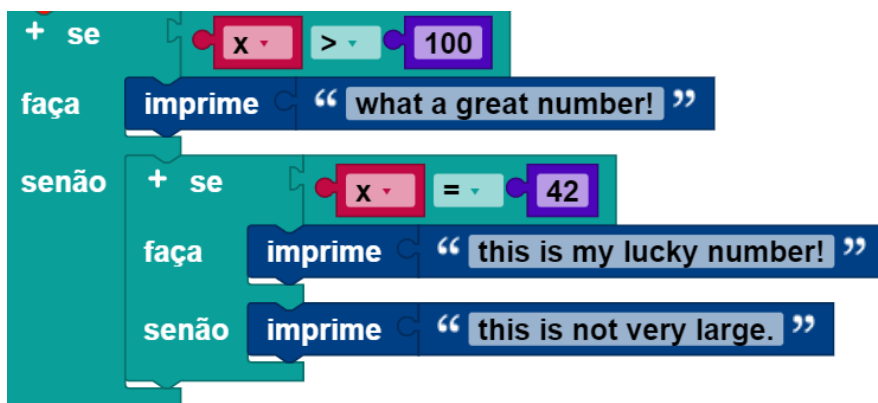 + se x > 100
faça imprime “ what a great number! ”
senão + se x = 42
faça imprime “ this is my lucky number! ”
senão imprime “ this is not very large. ”